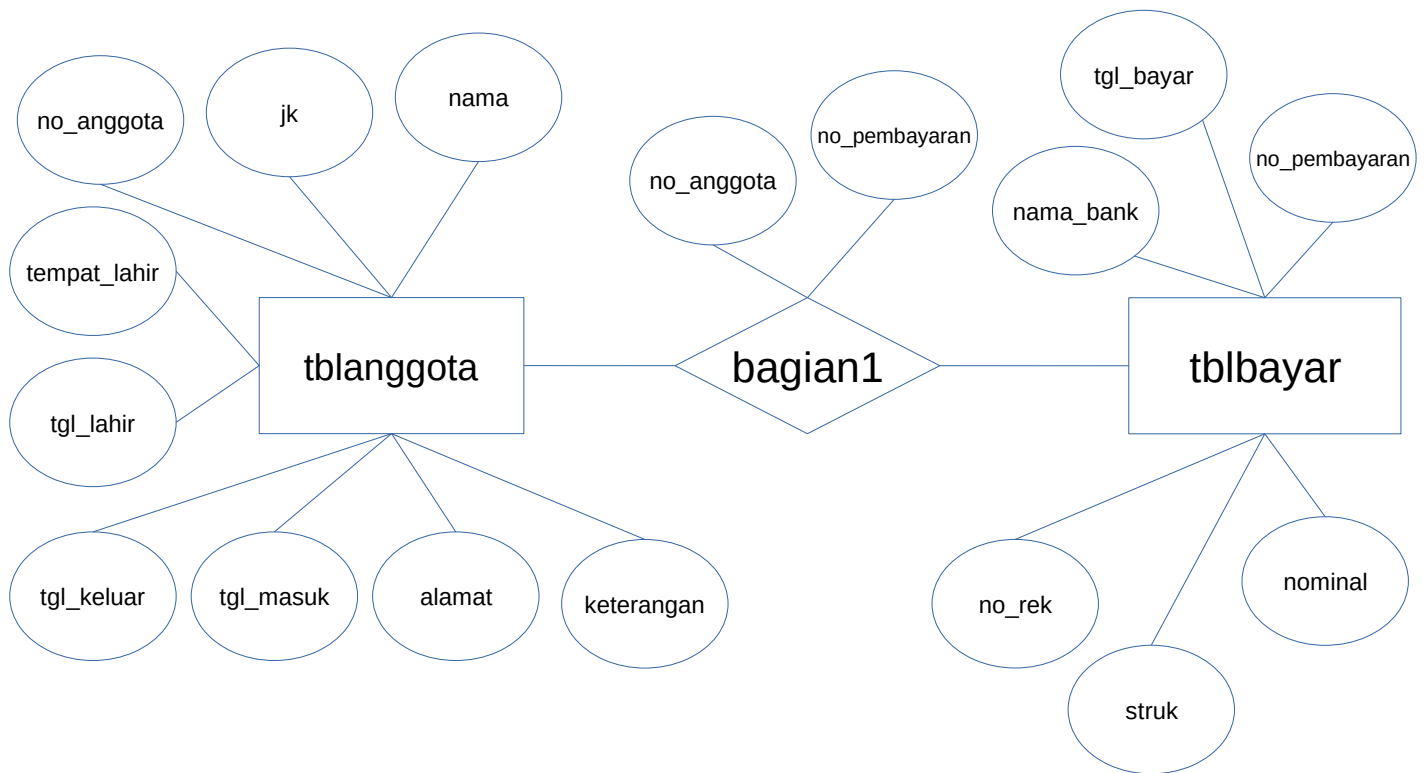 tgl_bayar
nama
jk
no_anggota
no_pembayaran
no_pembayaran
no_anggota
nama_bank
tempat_lahir
tblanggota
bagian1
tblbayar
tgl_lahir
tgl_keluar
tgl_masuk
alamat
keterangan
no_rek
nominal
struk